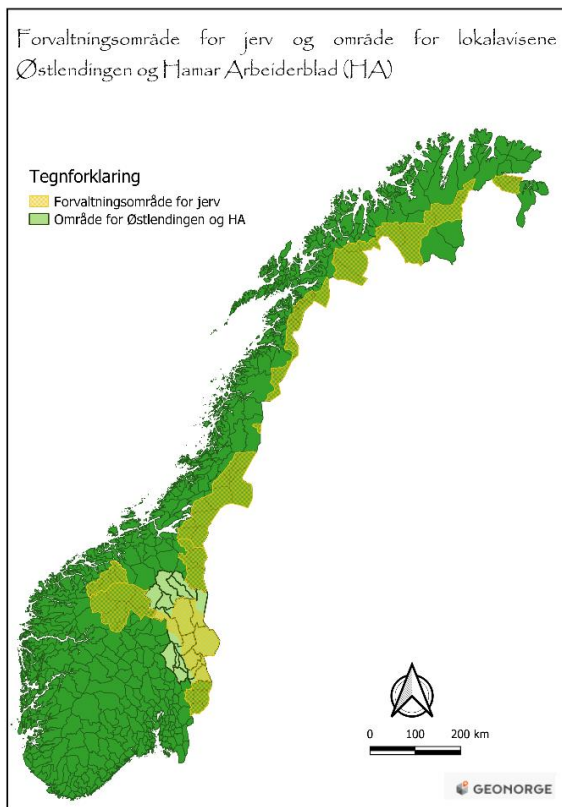 Forvaltningsområde for jerv og område for lokalavisene
Østlendingen og Hamar Arbeiderblad (HA)
Tegnforklaring
Forvaltningsområde for jerv
Område for Østlendingen og HA
0 100 200 km
GEONORGE